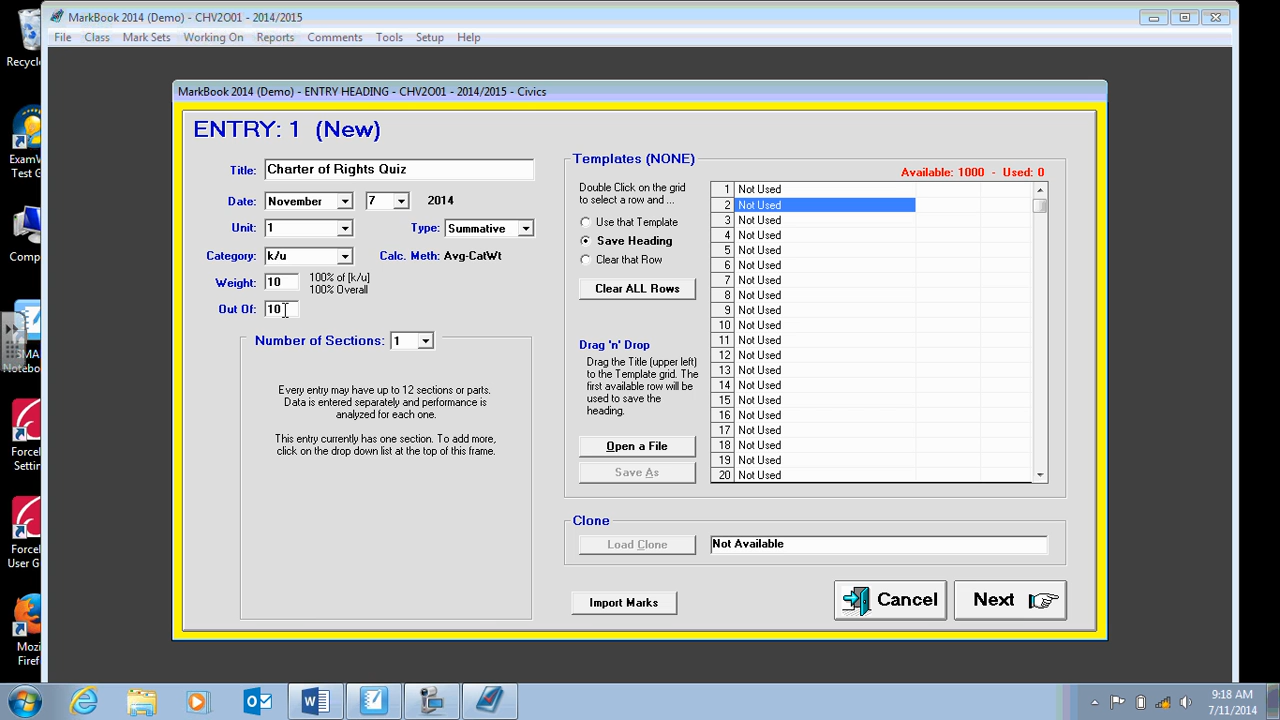 MarkBook 2014 (Demo) - CHV2O01 - 2014/2015
File Class Mark Sets Working On Reports Comments Tools Setup Help
Recyc
ExamV
Test G
Comp
SMA
Notebo
Forcel
Settin
Forcel
User G
Mozi
Firef
MarkBook 2014 (Demo) - ENTRY HEADING - CHV2O01 - 2014/2015 - Civics
ENTRY: 1 (New)
Title: Charter of Rights Quiz
Date: November 7 2014
Unit: 1 Type: Summative
Category: k/u Calc. Meth: Avg-CatWt
Weight: 10 100% of [k/u]
100% Overall
Out Of: 10
Number of Sections: 1
Every entry may have up to 12 sections or parts.
Data is entered separately and performance is
analyzed for each one.
This entry currently has one section. To add more,
click on the drop down list at the top of this frame.
Templates (NONE)
Available: 1000 - Used: 0
Double Click on the grid
to select a row and ...
Use that Template
Save Heading
Clear that Row
Clear ALL Rows
Drag 'n' Drop
Drag the Title (upper left)
to the Template grid. The
first available row will be
used to save the
heading.
Open a File
Save As
1 Not Used
2 Not Used
3 Not Used
4 Not Used
5 Not Used
6 Not Used
7 Not Used
8 Not Used
9 Not Used
10 Not Used
11 Not Used
12 Not Used
13 Not Used
14 Not Used
15 Not Used
16 Not Used
17 Not Used
18 Not Used
19 Not Used
20 Not Used
Clone
Load Clone Not Available
Import Marks
Cancel
Next
9:18 AM
7/11/2014